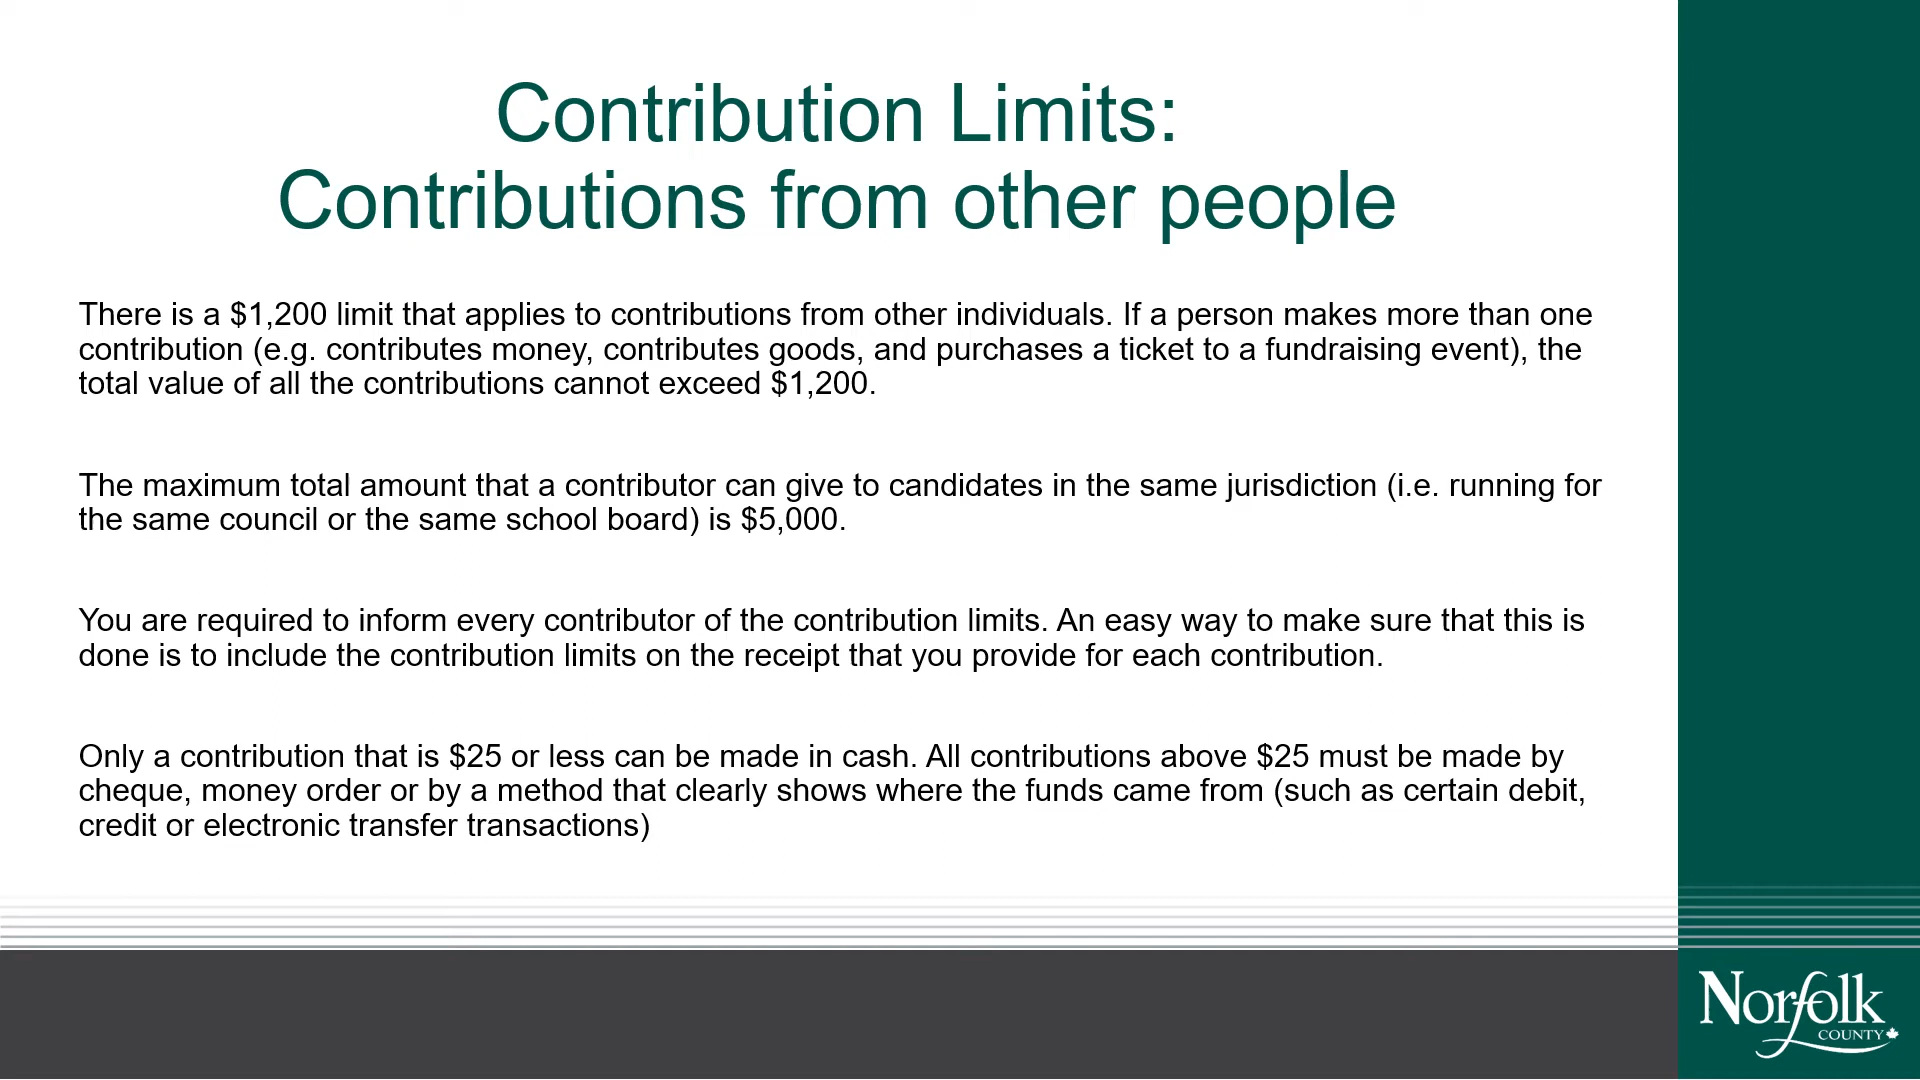 Contribution Limits:
Contributions from other people
There is a $1,200 limit that applies to contributions from other individuals. If a person makes more than one
contribution (e.g. contributes money, contributes goods, and purchases a ticket to a fundraising event), the
total value of all the contributions cannot exceed $1,200.
The maximum total amount that a contributor can give to candidates in the same jurisdiction (i.e. running for
the same council or the same school board) is $5,000.
You are required to inform every contributor of the contribution limits. An easy way to make sure that this is
done is to include the contribution limits on the receipt that you provide for each contribution.
Only a contribution that is $25 or less can be made in cash. All contributions above $25 must be made by
cheque, money order or by a method that clearly shows where the funds came from (such as certain debit,
credit or electronic transfer transactions)
Norfolk
COUNTY